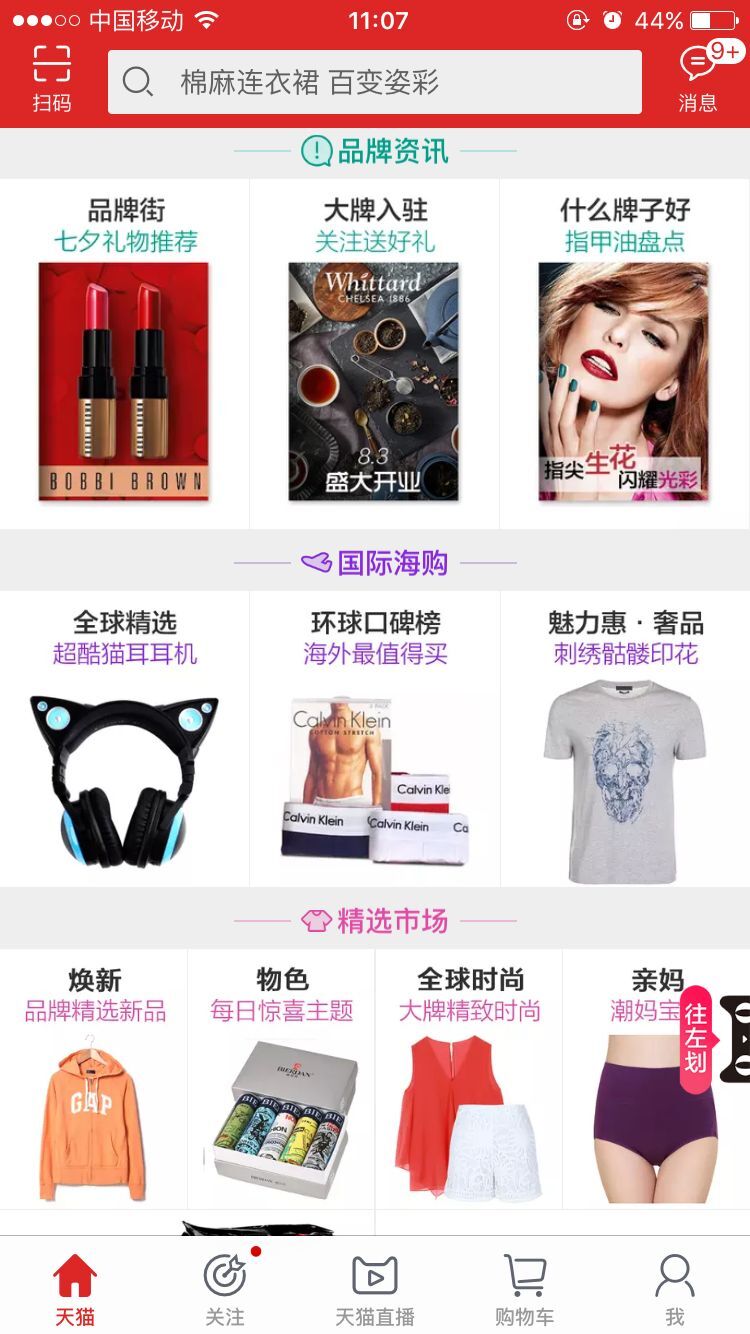 中国移动
11:07
44%
扫码
棉麻连衣裙 百变姿彩
9+
消息
品牌资讯
品牌街
七夕礼物推荐
BOBBI BROWN
大牌入驻
关注送好礼
Whittard
CHELSEA 1886
8.3
盛大开业
什么牌子好
指甲油盘点
指尖生花
闪耀光彩
国际海购
全球精选
超酷猫耳耳机
环球口碑榜
海外最值得买
Calvin Klein
COTTON STRETCH
Calvin Kle
Calvin Klein
Calvin Klein
Ca
魅力惠·奢品
刺绣骷髅印花
精选市场
焕新
品牌精选新品
GAP
物色
每日惊喜主题
BIERDAN
BIE
BIE
BIE
BIE
全球时尚
大牌精致时尚
亲妈
潮妈宝
往左划
天猫
关注
天猫直播
购物车
我